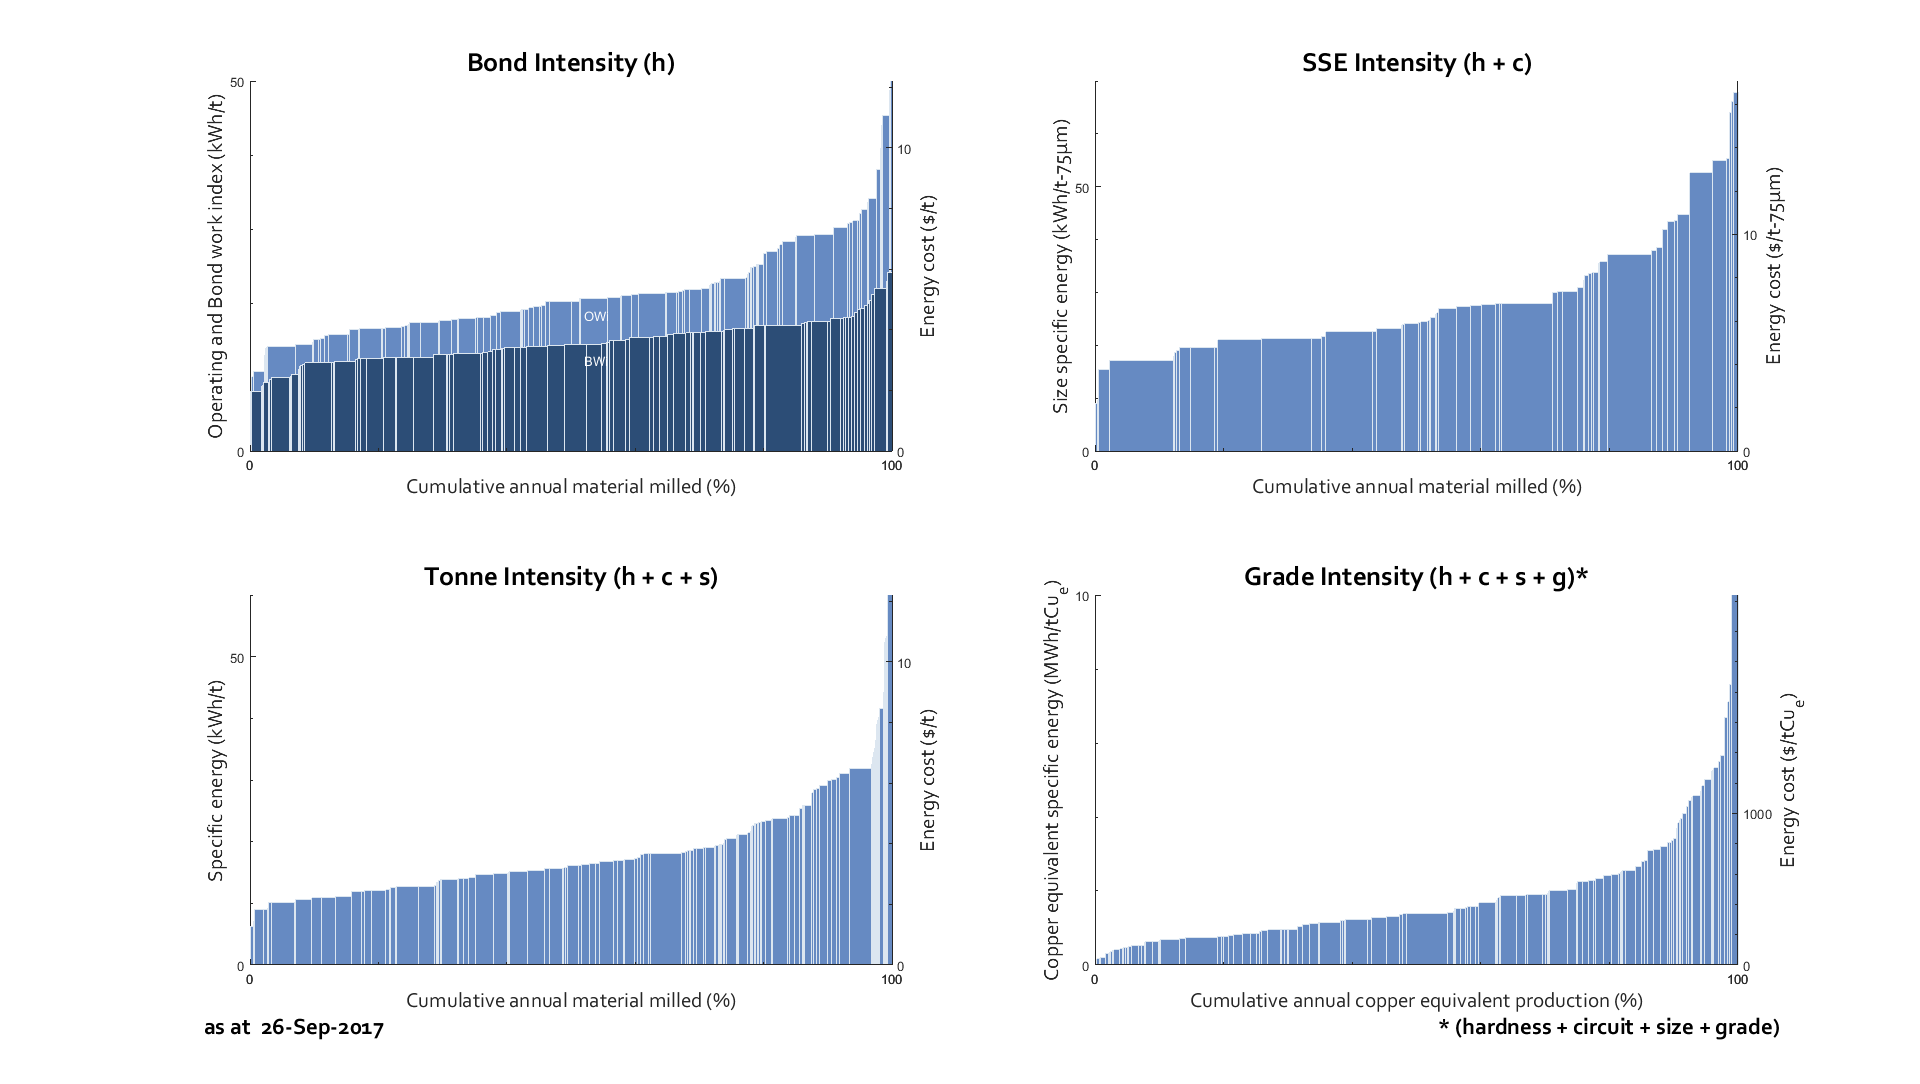 Bond Intensity (h)
50
0
Operating and Bond work index (kWh/t)
OW
BW
10
0
Energy cost ($/t)
0
100
Cumulative annual material milled (%)
SSE Intensity (h + c)
50
0
Size specific energy (kWh/t-75µm)
10
0
Energy cost ($/t-75µm)
0
100
Cumulative annual material milled (%)
Tonne Intensity (h + c + s)
50
0
Specific energy (kWh/t)
10
0
Energy cost ($/t)
0
100
Cumulative annual material milled (%)
Grade Intensity (h + c + s + g)*
10
0
Copper equivalent specific energy (MWh/tCue)
1000
0
Energy cost ($/tCue)
0
100
Cumulative annual copper equivalent production (%)
as at 26-Sep-2017
* (hardness + circuit + size + grade)